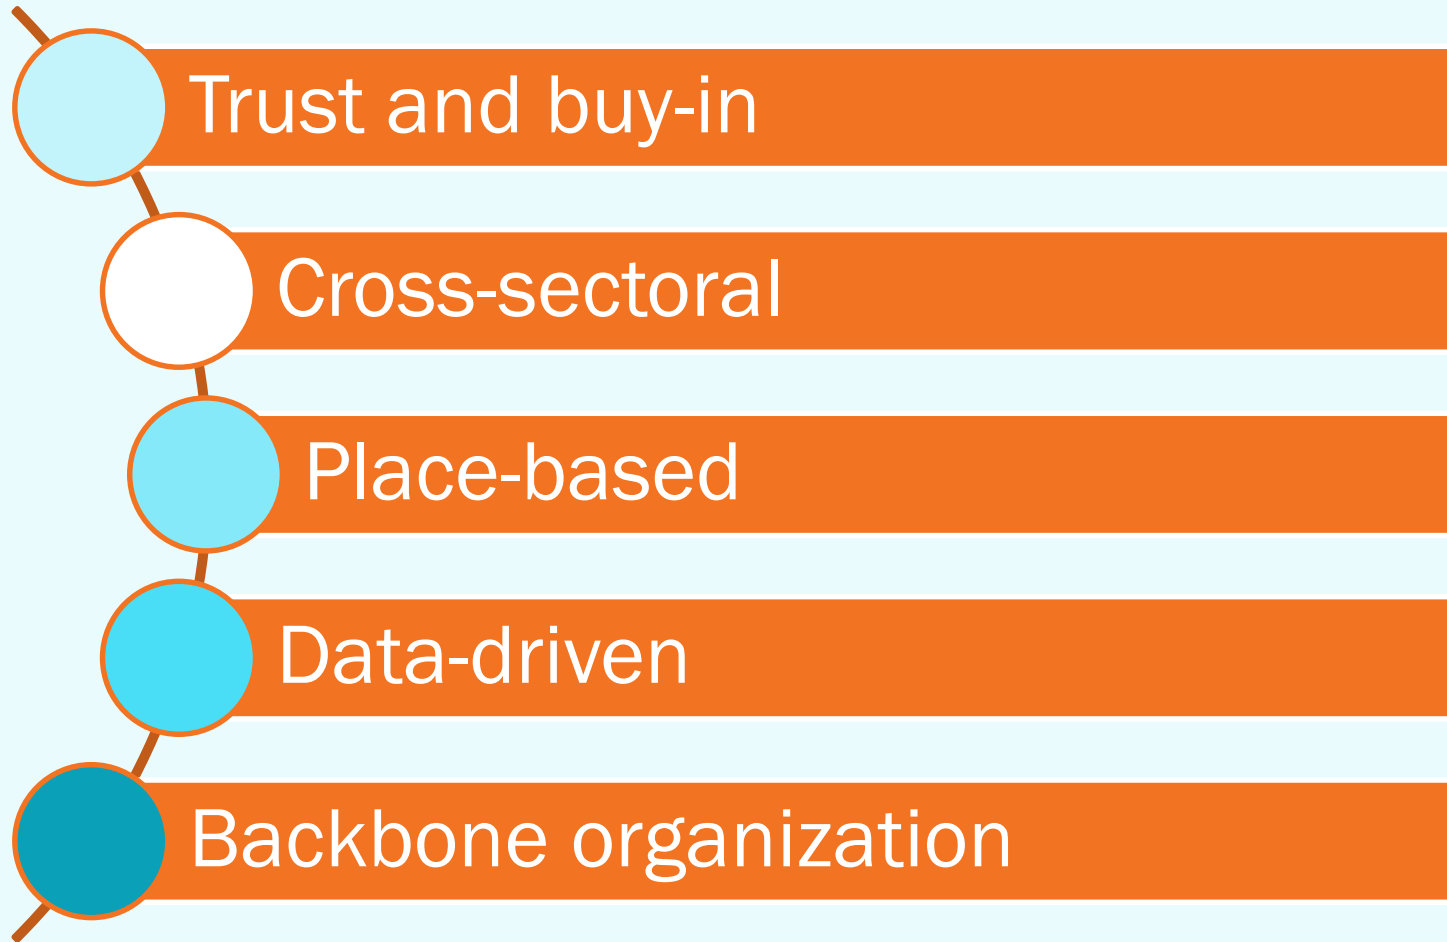 Trust and buy-in
Cross-sectoral
Place-based
Data-driven
Backbone organization